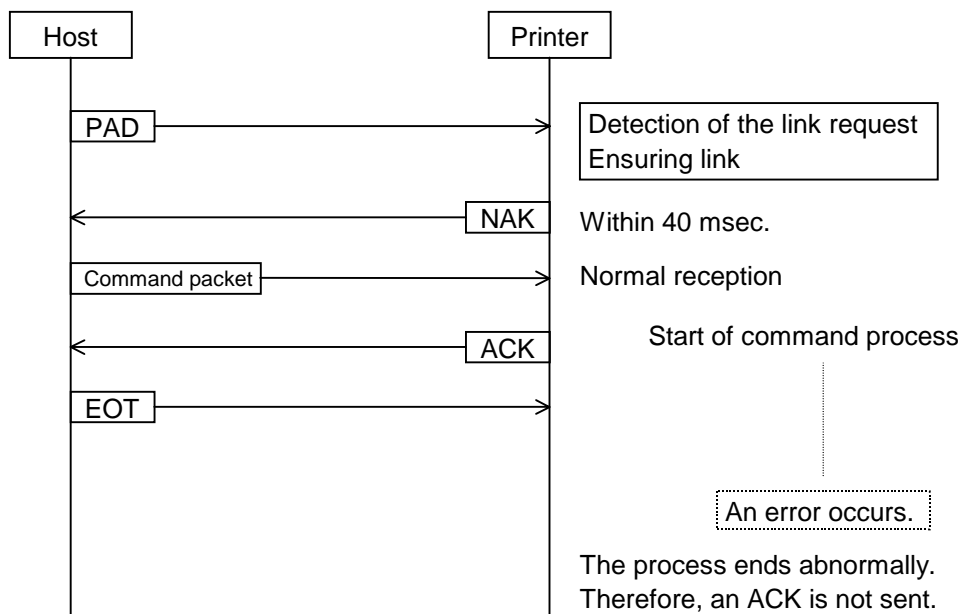 Host
Printer
PAD
Detection of the link request
Ensuring link
NAK
Within 40 msec.
Command packet
Normal reception
ACK
Start of command process
EOT
An error occurs.
The process ends abnormally.
Therefore, an ACK is not sent.